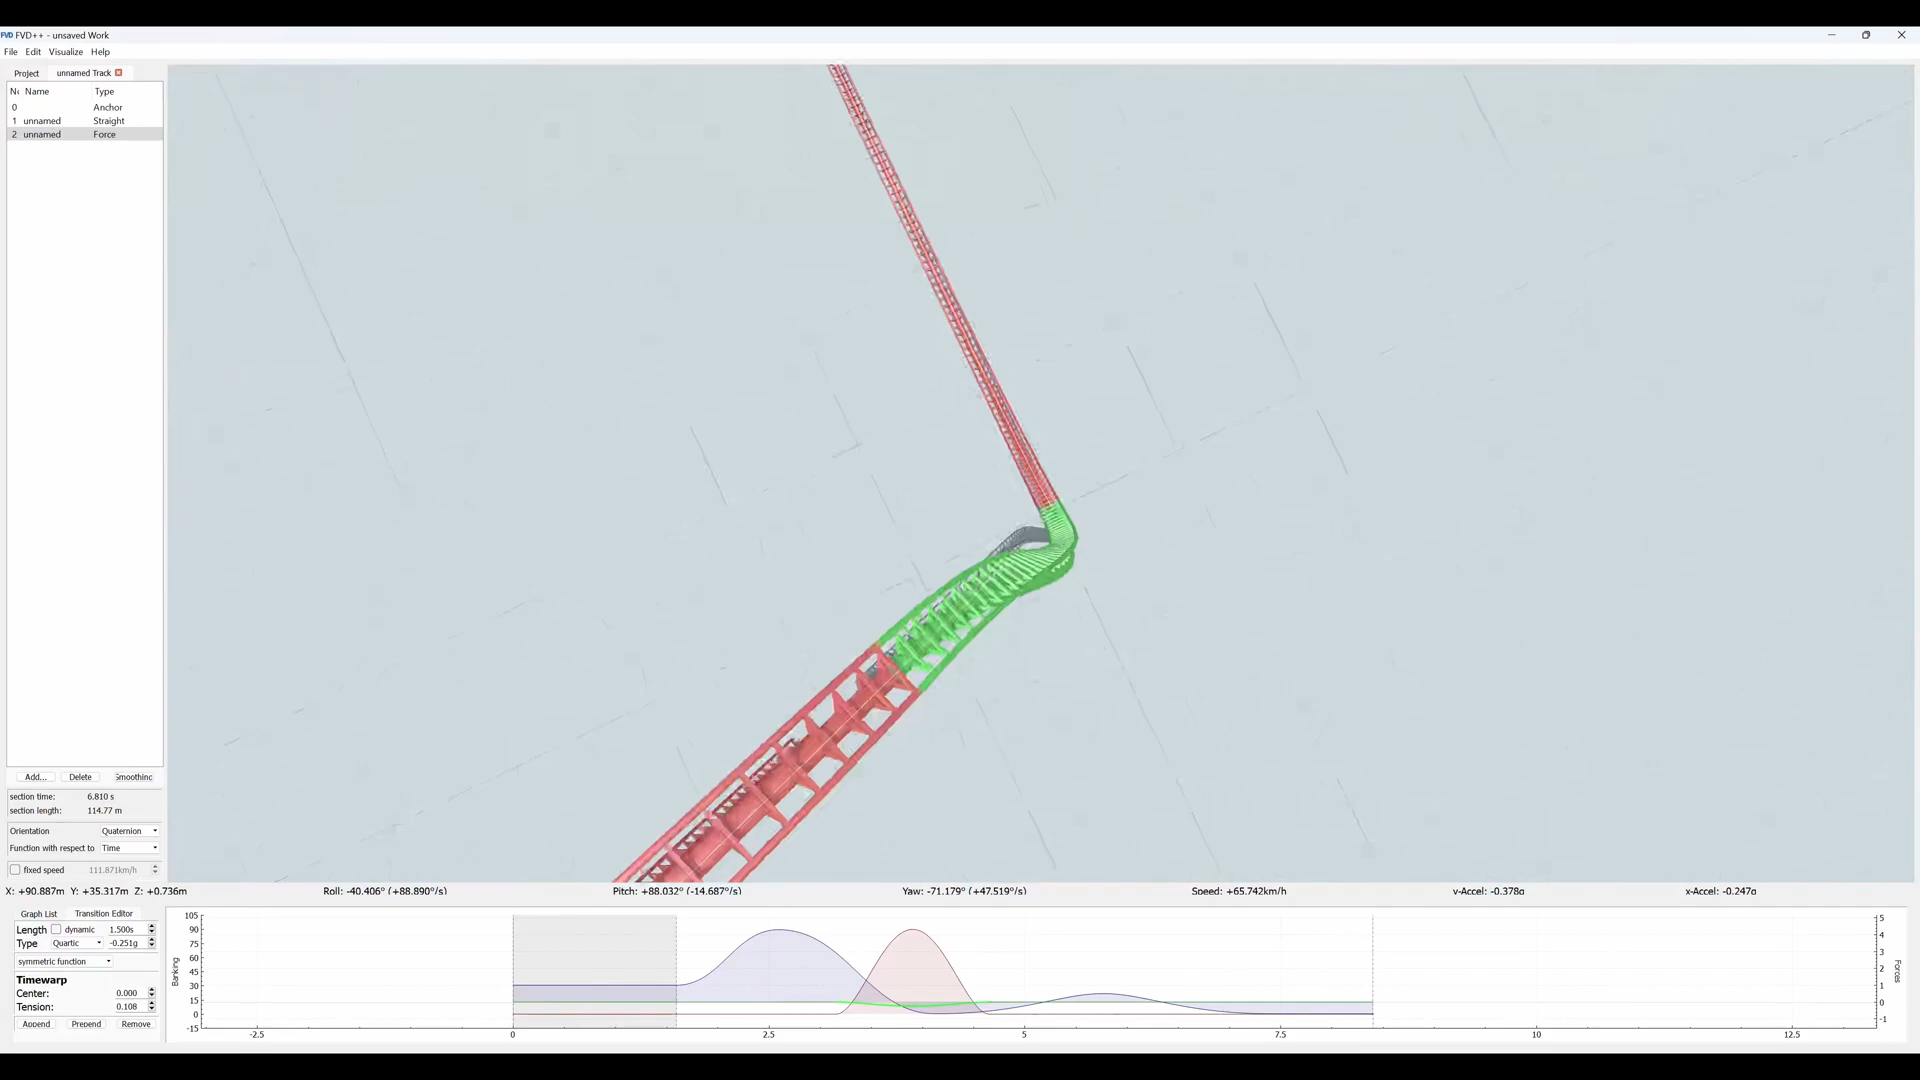 FVD FVD++ - unsaved Work
File Edit Visualize Help
Project unnamed Track
Name Type
0 Anchor
1 unnamed Straight
2 unnamed Force
Add... Delete Smoothing
section time: 6.810 s
section length: 114.77 m
Orientation Quaternion
Function with respect to Time
fixed speed 111.871km/h
X: +90.887m Y: +35.317m Z: +0.736m Roll: -40.406° (+88.890°/s) Pitch: +88.032° (-14.687°/s) Yaw: -71.179° (+47.519°/s) Speed: +65.742km/h v-Accel: -0.378g x-Accel: -0.247g
Graph List Transition Editor
Length dynamic 1.500s
Type Quartic -0.251g
symmetric function
Timewarp
Center: 0.000
Tension: 0.108
Append Prepend Remove
Banking
105
90
75
60
45
30
15
0
-15
-2.5 0 2.5 5 7.5 10 12.5
5
4
3
2
1
0
-1
Forces